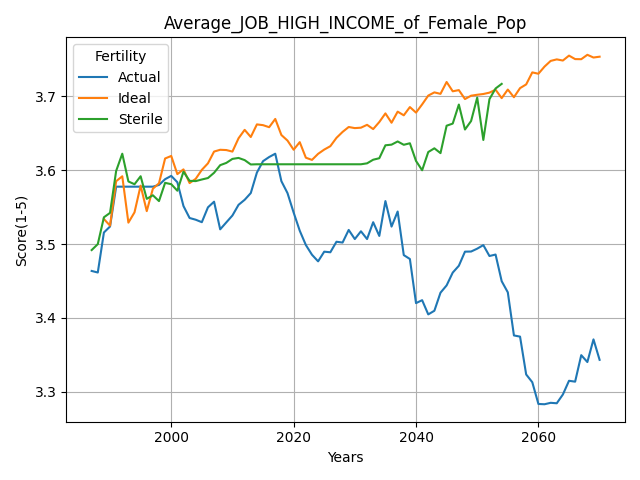 Average_JOB_HIGH_INCOME_of_Female_Pop
Fertility
Actual
Ideal
Sterile
Score(1-5)
3.7
3.6
3.5
3.4
3.3
2000
2020
2040
2060
Years